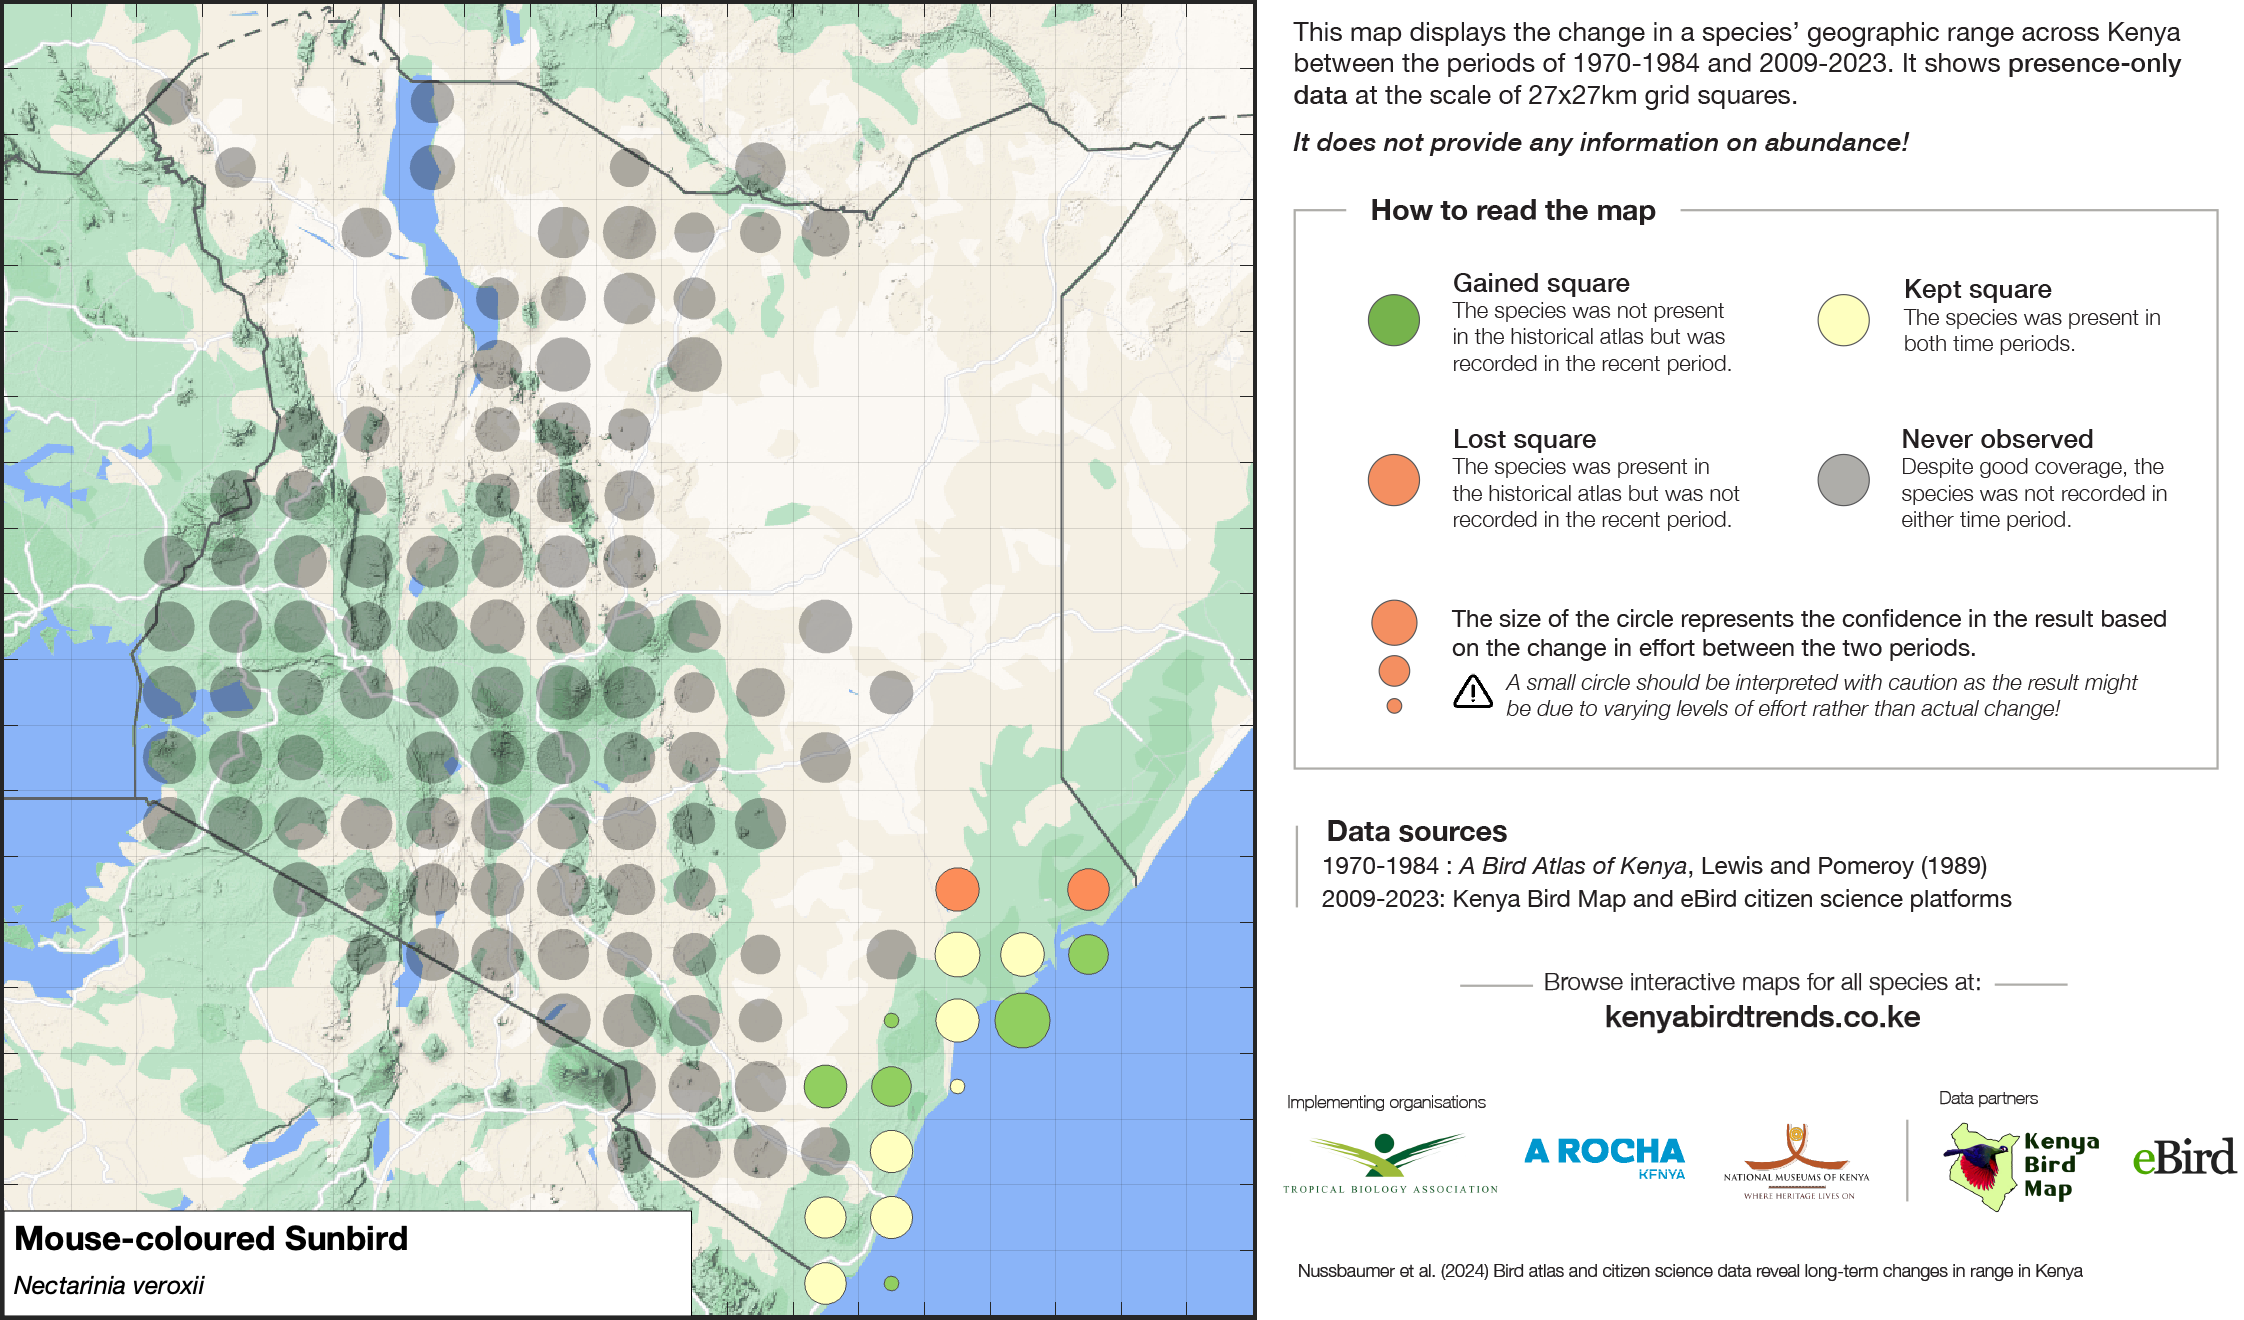 This map displays the change in a species’ geographic range across Kenya
between the periods of 1970-1984 and 2009-2023. It shows presence-only
data at the scale of 27x27km grid squares.
It does not provide any information on abundance!
How to read the map
Gained square
The species was not present
in the historical atlas but was
recorded in the recent period.
Kept square
The species was present in
both time periods.
Lost square
The species was present in
the historical atlas but was not
recorded in the recent period.
Never observed
Despite good coverage, the
species was not recorded in
either time period.
The size of the circle represents the confidence in the result based
on the change in effort between the two periods.
A small circle should be interpreted with caution as the result might
be due to varying levels of effort rather than actual change!
Data sources
1970-1984 : A Bird Atlas of Kenya, Lewis and Pomeroy (1989)
2009-2023: Kenya Bird Map and eBird citizen science platforms
Browse interactive maps for all species at:
kenyabirdtrends.co.ke
Implementing organisations
Data partners
TROPICAL BIOLOGY ASSOCIATION
A ROCHA
KENYA
NATIONAL MUSEUMS OF KENYA
WHERE HERITAGE LIVES ON
Kenya
Bird
Map
eBird
Nussbaumer et al. (2024) Bird atlas and citizen science data reveal long-term changes in range in Kenya
Mouse-coloured Sunbird
Nectarinia veroxii